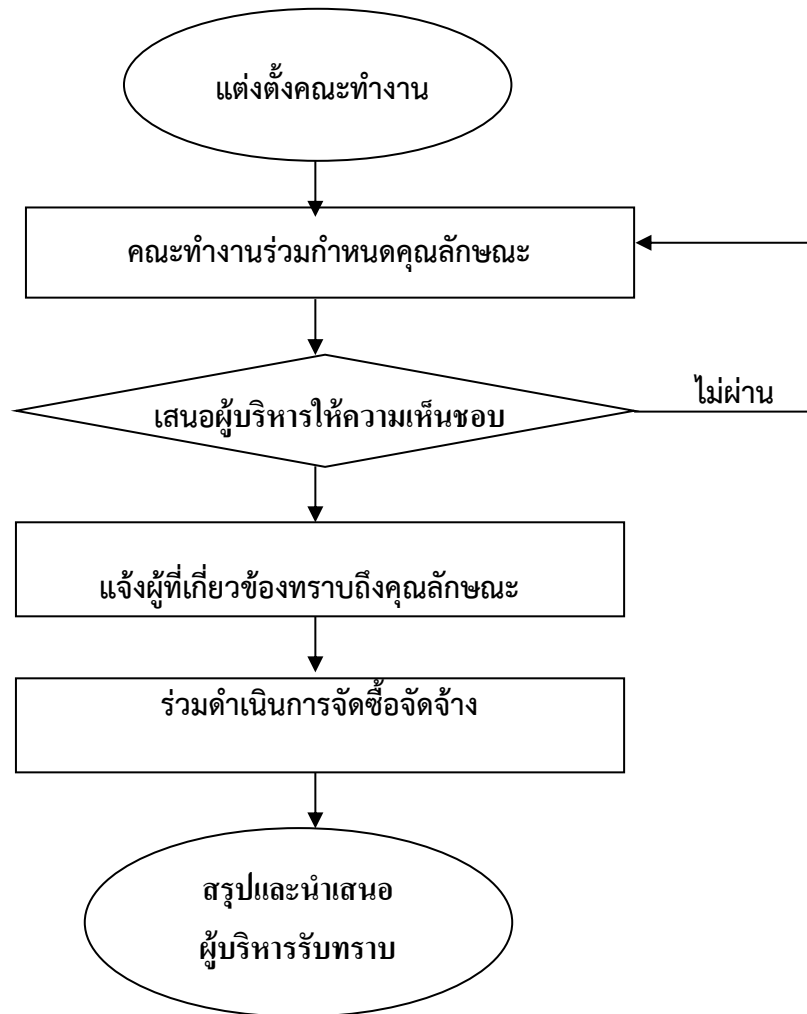 แต่งตั้งคณะทำงาน
คณะทำงานร่วมกำหนดคุณลักษณะ
เสนอผู้บริหารให้ความเห็นชอบ
ไม่ผ่าน
แจ้งผู้ที่เกี่ยวข้องทราบถึงคุณลักษณะ
ร่วมดำเนินการจัดซื้อจัดจ้าง
สรุปและนำเสนอ
ผู้บริหารรับทราบ